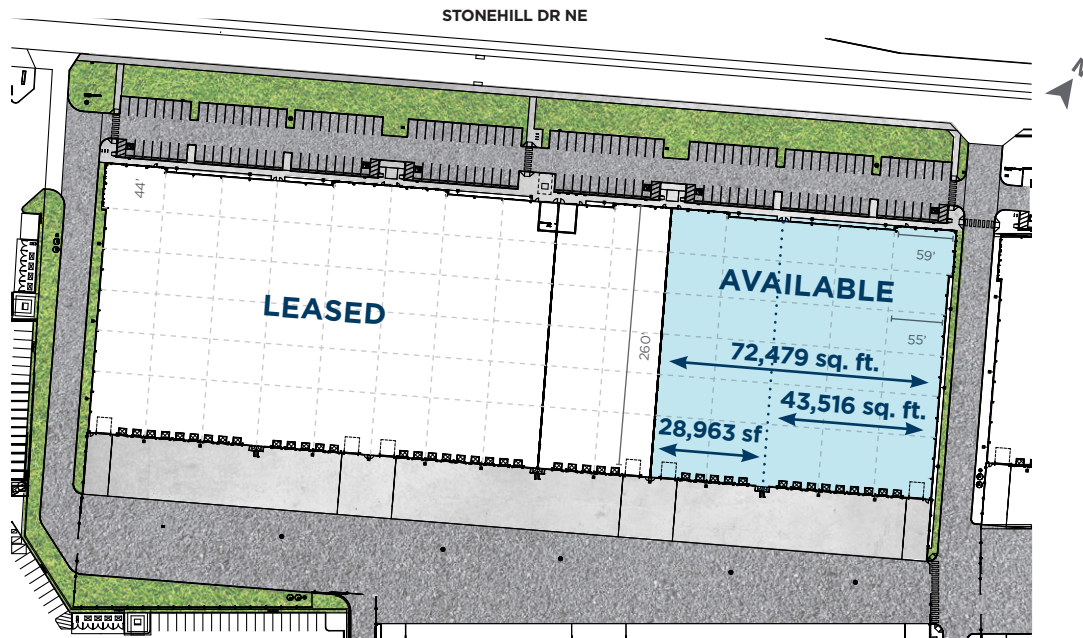 STONEHILL DR NE
N
44'
59'
LEASED
AVAILABLE
55'
260'
72,479 sq. ft.
43,516 sq. ft.
28,963 sf